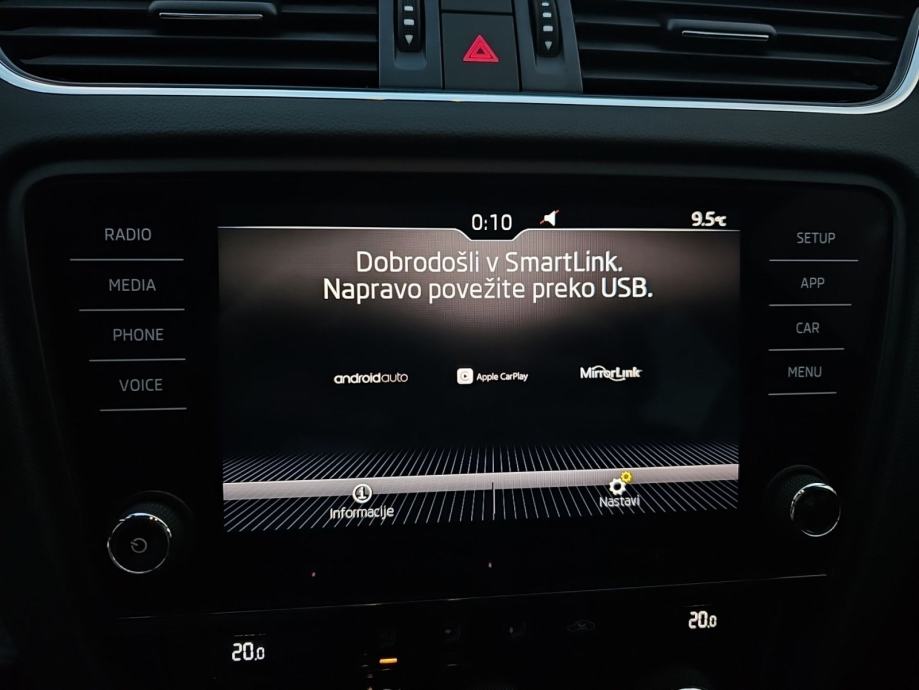 0:10
9.5°C
RADIO
MEDIA
PHONE
VOICE
Dobrodošli v SmartLink.
Napravo povežite preko USB.
androidauto
Apple CarPlay
MirrorLink
Informacije
Nastavi
SETUP
APP
CAR
MENU
20.0
20.0